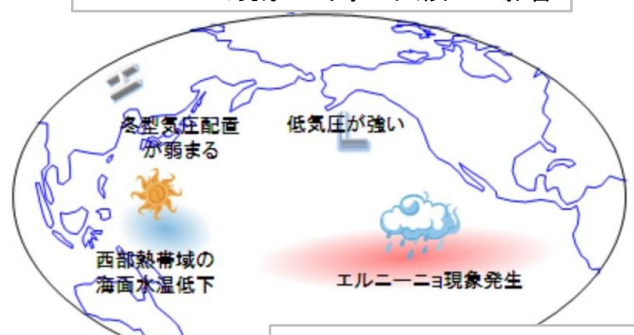 冬型気圧配置
が弱まる
低気圧が強い
西部熱帯域の
海面水温低下
エルニーニョ現象発生